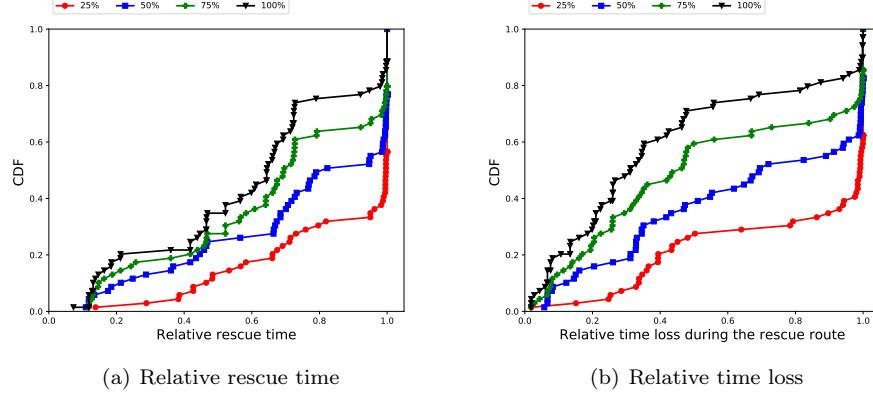 25% 50% 75% 100%
1.0
0.8
0.6
0.4
0.2
0.0
CDF
0.0 0.2 0.4 0.6 0.8 1.0
Relative rescue time
(a) Relative rescue time
25% 50% 75% 100%
1.0
0.8
0.6
0.4
0.2
0.0
CDF
0.0 0.2 0.4 0.6 0.8 1.0
Relative time loss during the rescue route
(b) Relative time loss